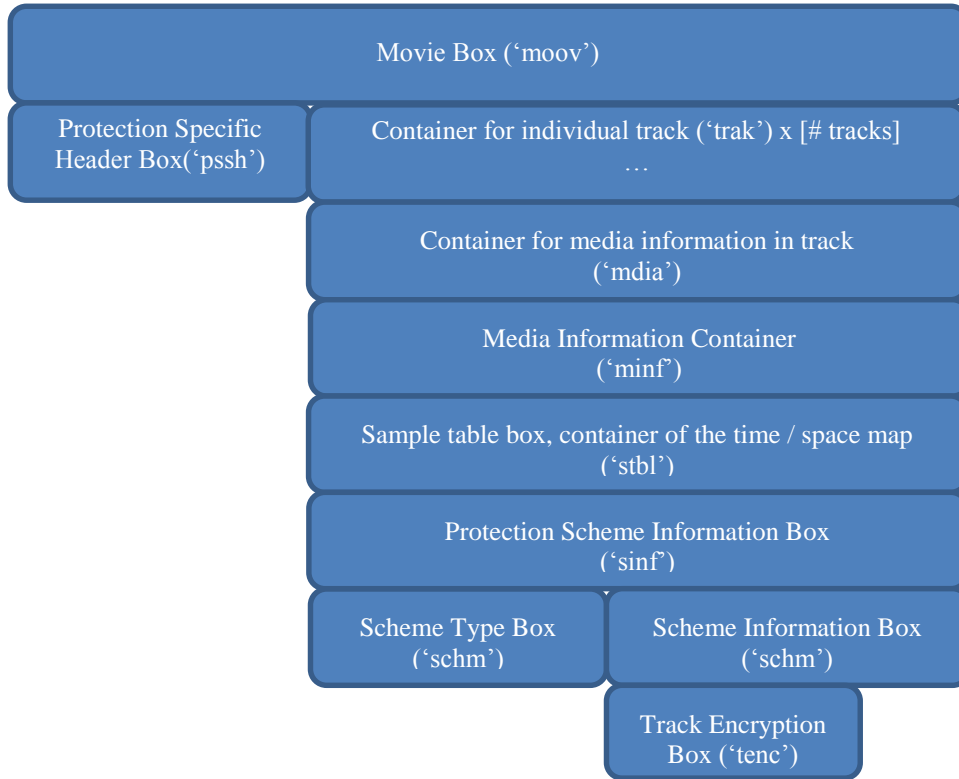 Movie Box (‘moov’)
Protection Specific
Header Box(‘pssh’)
Container for individual track (‘trak’) x [# tracks]
…
Container for media information in track
(‘mdia’)
Media Information Container
(‘minf’)
Sample table box, container of the time / space map
(‘stbl’)
Protection Scheme Information Box
(‘sinf’)
Scheme Type Box
(‘schm’)
Scheme Information Box
(‘schm’)
Track Encryption
Box (‘tenc’)